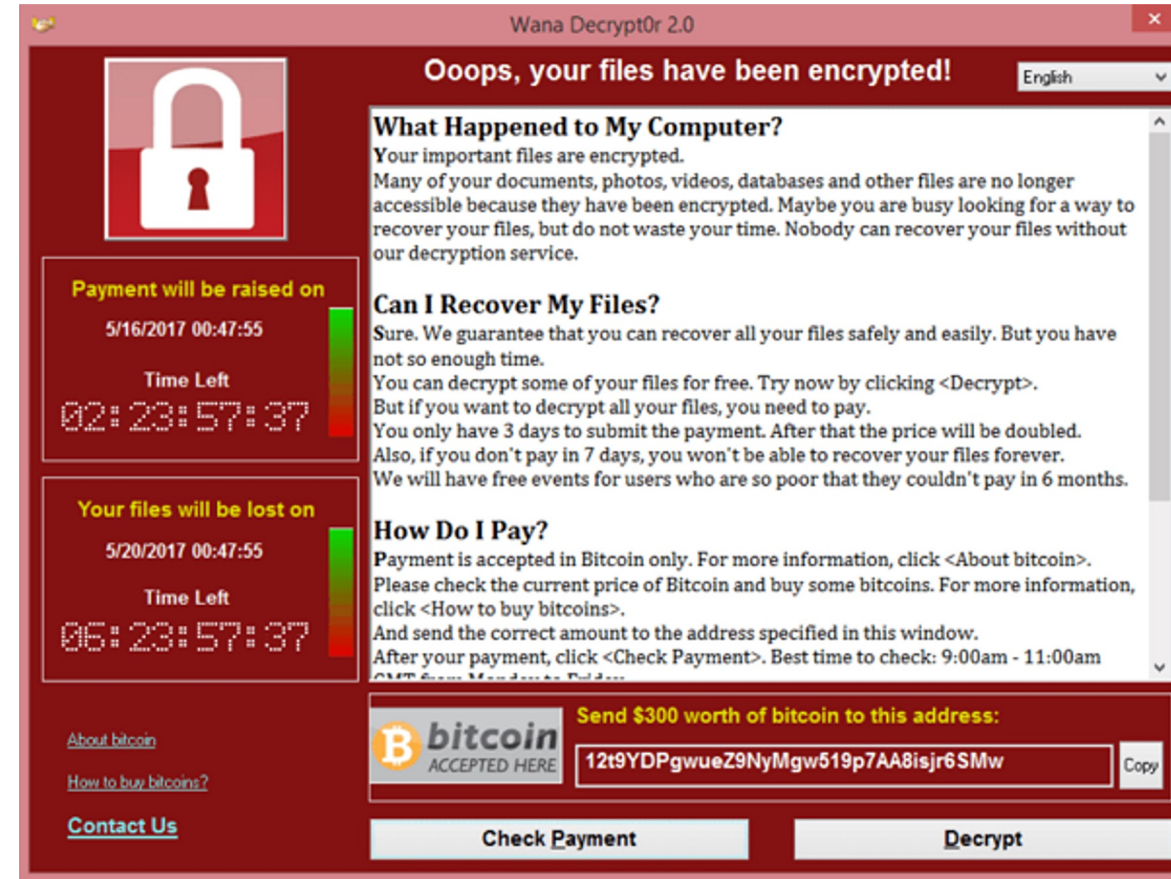 Wana Decrypt0r 2.0
Ooops, your files have been encrypted!
English
What Happened to My Computer?
Your important files are encrypted.
Many of your documents, photos, videos, databases and other files are no longer
accessible because they have been encrypted. Maybe you are busy looking for a way to
recover your files, but do not waste your time. Nobody can recover your files without
our decryption service.
Can I Recover My Files?
Sure. We guarantee that you can recover all your files safely and easily. But you have
not so enough time.
You can decrypt some of your files for free. Try now by clicking <Decrypt>.
But if you want to decrypt all your files, you need to pay.
You only have 3 days to submit the payment. After that the price will be doubled.
Also, if you don't pay in 7 days, you won't be able to recover your files forever.
We will have free events for users who are so poor that they couldn't pay in 6 months.
How Do I Pay?
Payment is accepted in Bitcoin only. For more information, click <About bitcoin>.
Please check the current price of Bitcoin and buy some bitcoins. For more information,
click <How to buy bitcoins>.
And send the correct amount to the address specified in this window.
After your payment, click <Check Payment>. Best time to check: 9:00am - 11:00am
GMT from Monday to Friday.
Payment will be raised on
5/16/2017 00:47:55
Time Left
02:23:57:37
Your files will be lost on
5/20/2017 00:47:55
Time Left
06:23:57:37
About bitcoin
How to buy bitcoins?
Contact Us
bitcoin
ACCEPTED HERE
Send $300 worth of bitcoin to this address:
12t9YDPgwueZ9NyMgw519p7AA8isjr6SMw
Copy
Check Payment
Decrypt